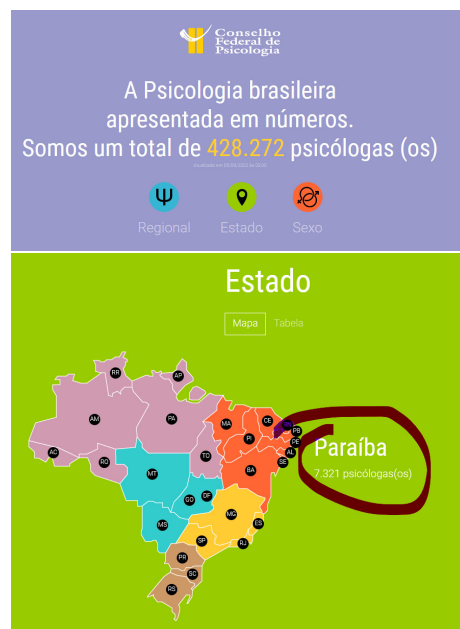 Conselho
Federal de
Psicologia
A Psicologia brasileira
apresentada em números.
Somos um total de 428.272 psicólogas (os)
Regional
Estado
Sexo
Estado
Mapa
Tabela
RR
AP
AM
PA
MA
CE
RN
PB
PI
PE
AL
SE
AC
RO
TO
BA
MT
GO
DF
MG
MS
ES
SP
RJ
PR
SC
RS
Paraíba
7.321 psicólogas(os)